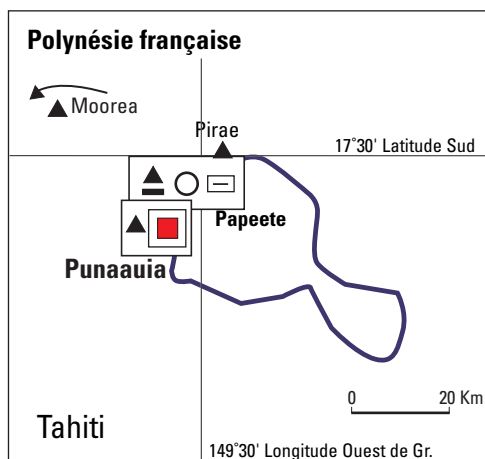 Polynésie française
Moorea
Pirae
17°30' Latitude Sud
Papeete
Punaauia
0 20 Km
Tahiti
149°30' Longitude Ouest de Gr.